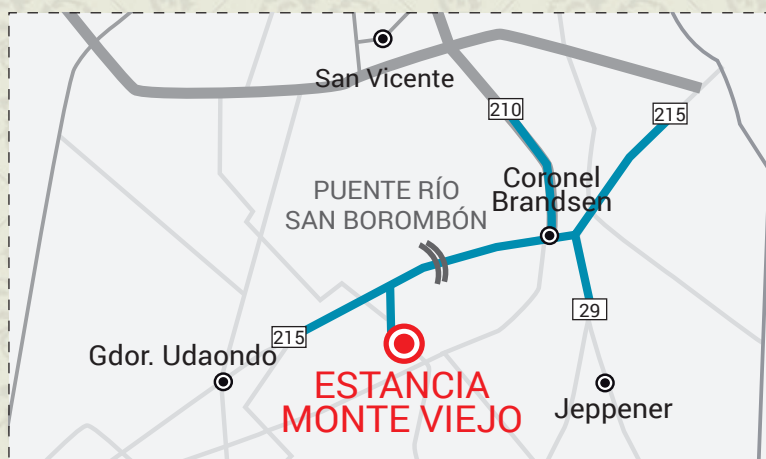 San Vicente
210
215
Coronel
Brandsen
PUENTE RÍO
SAN BOROMBÓN
29
215
Gdor. Udaondo
ESTANCIA
MONTE VIEJO
Jeppener